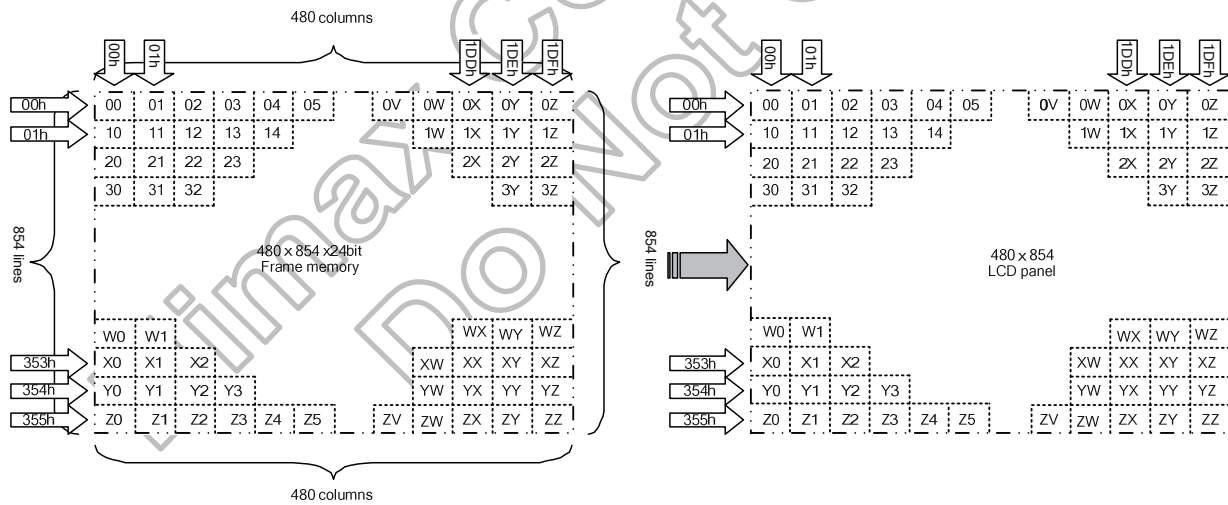 480 columns
00h 01h 1DDh 1DEh 1DFh 00h 01h 1DDh 1DEh 1DFh
00h 00 01 02 03 04 05 0V 0W 0X 0Y 0Z 00h 00 01 02 03 04 05 0V 0W 0X 0Y 0Z
01h 10 11 12 13 14 1W 1X 1Y 1Z 01h 10 11 12 13 14 1W 1X 1Y 1Z
20 21 22 23 2X 2Y 2Z 20 21 22 23 2X 2Y 2Z
30 31 32 3Y 3Z 30 31 32 3Y 3Z
854 lines
480 x 854 x24bit
Frame memory
854 lines
480 x 854
LCD panel
W0 W1 WX WY WZ W0 W1 WX WY WZ
353h X0 X1 X2 XW XX XY XZ 353h X0 X1 X2 XW XX XY XZ
354h Y0 Y1 Y2 Y3 YW YX YY YZ 354h Y0 Y1 Y2 Y3 YW YX YY YZ
355h Z0 Z1 Z2 Z3 Z4 Z5 ZV ZW ZX ZY ZZ 355h Z0 Z1 Z2 Z3 Z4 Z5 ZV ZW ZX ZY ZZ
480 columns
Himax
Do Not